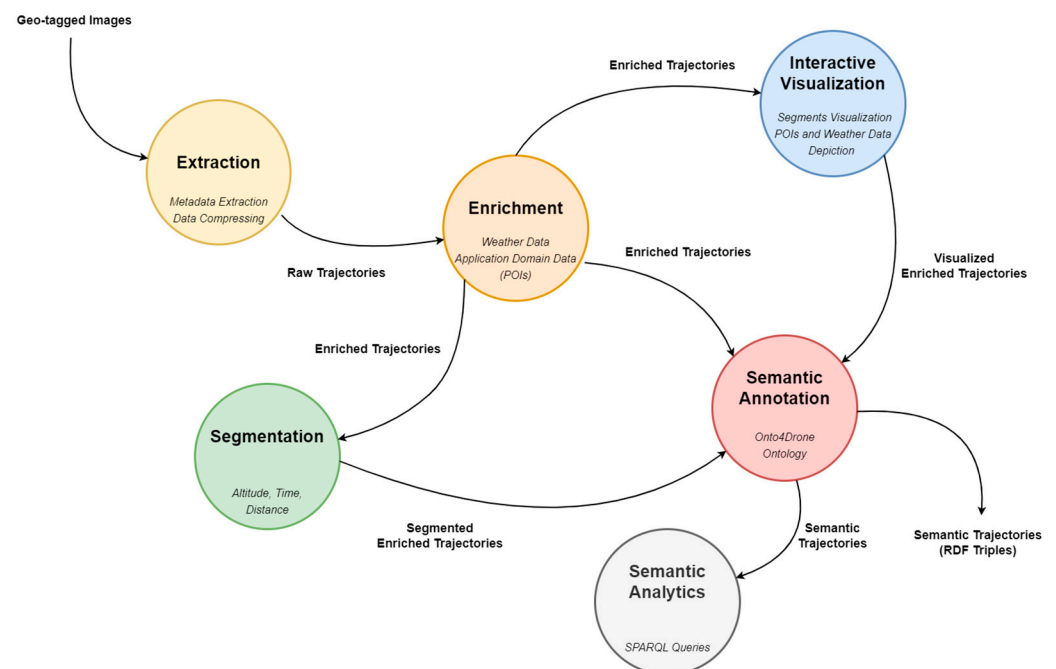 Geo-tagged Images
Extraction
Metadata Extraction
Data Compressing
Raw Trajectories
Enrichment
Weather Data
Application Domain Data
(POIs)
Enriched Trajectories
Interactive
Visualization
Segments Visualization
POIs and Weather Data
Depiction
Enriched Trajectories
Visualized
Enriched Trajectories
Enriched Trajectories
Segmentation
Altitude, Time,
Distance
Segmented
Enriched Trajectories
Semantic
Annotation
Onto4Drone
Ontology
Semantic
Trajectories
Semantic Trajectories
(RDF Triples)
Semantic
Analytics
SPARQL Queries